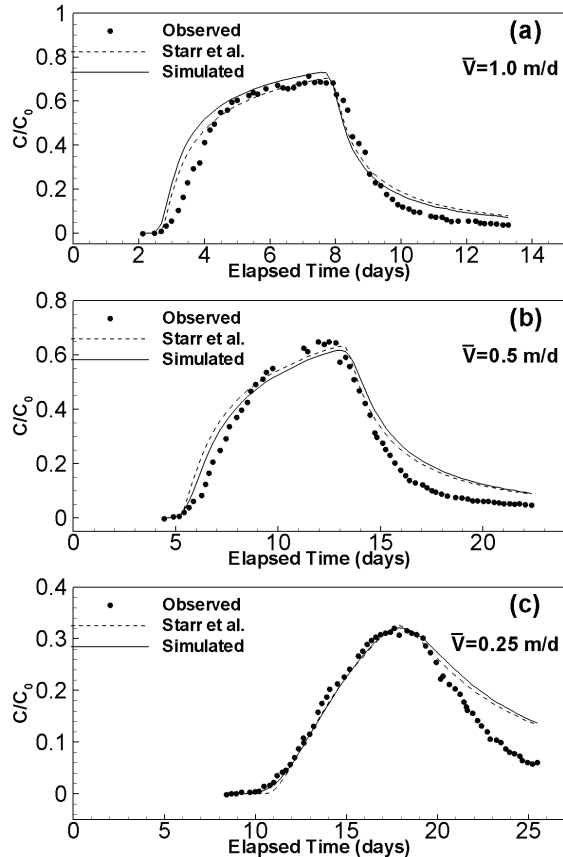 1
0.8
0.6
0.4
0.2
0
C/C0
Observed
Starr et al.
Simulated
(a)
V̅=1.0 m/d
0 2 4 6 8 10 12 14
Elapsed Time (days)
0.8
0.6
0.4
0.2
0
C/C0
Observed
Starr et al.
Simulated
(b)
V̅=0.5 m/d
5 10 15 20
Elapsed Time (days)
0.4
0.3
0.2
0.1
0.0
C/C0
Observed
Starr et al.
Simulated
(c)
V̅=0.25 m/d
0 5 10 15 20 25
Elapsed Time (days)